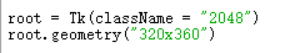 root = Tk(className = "2048")
root.geometry("320x360")